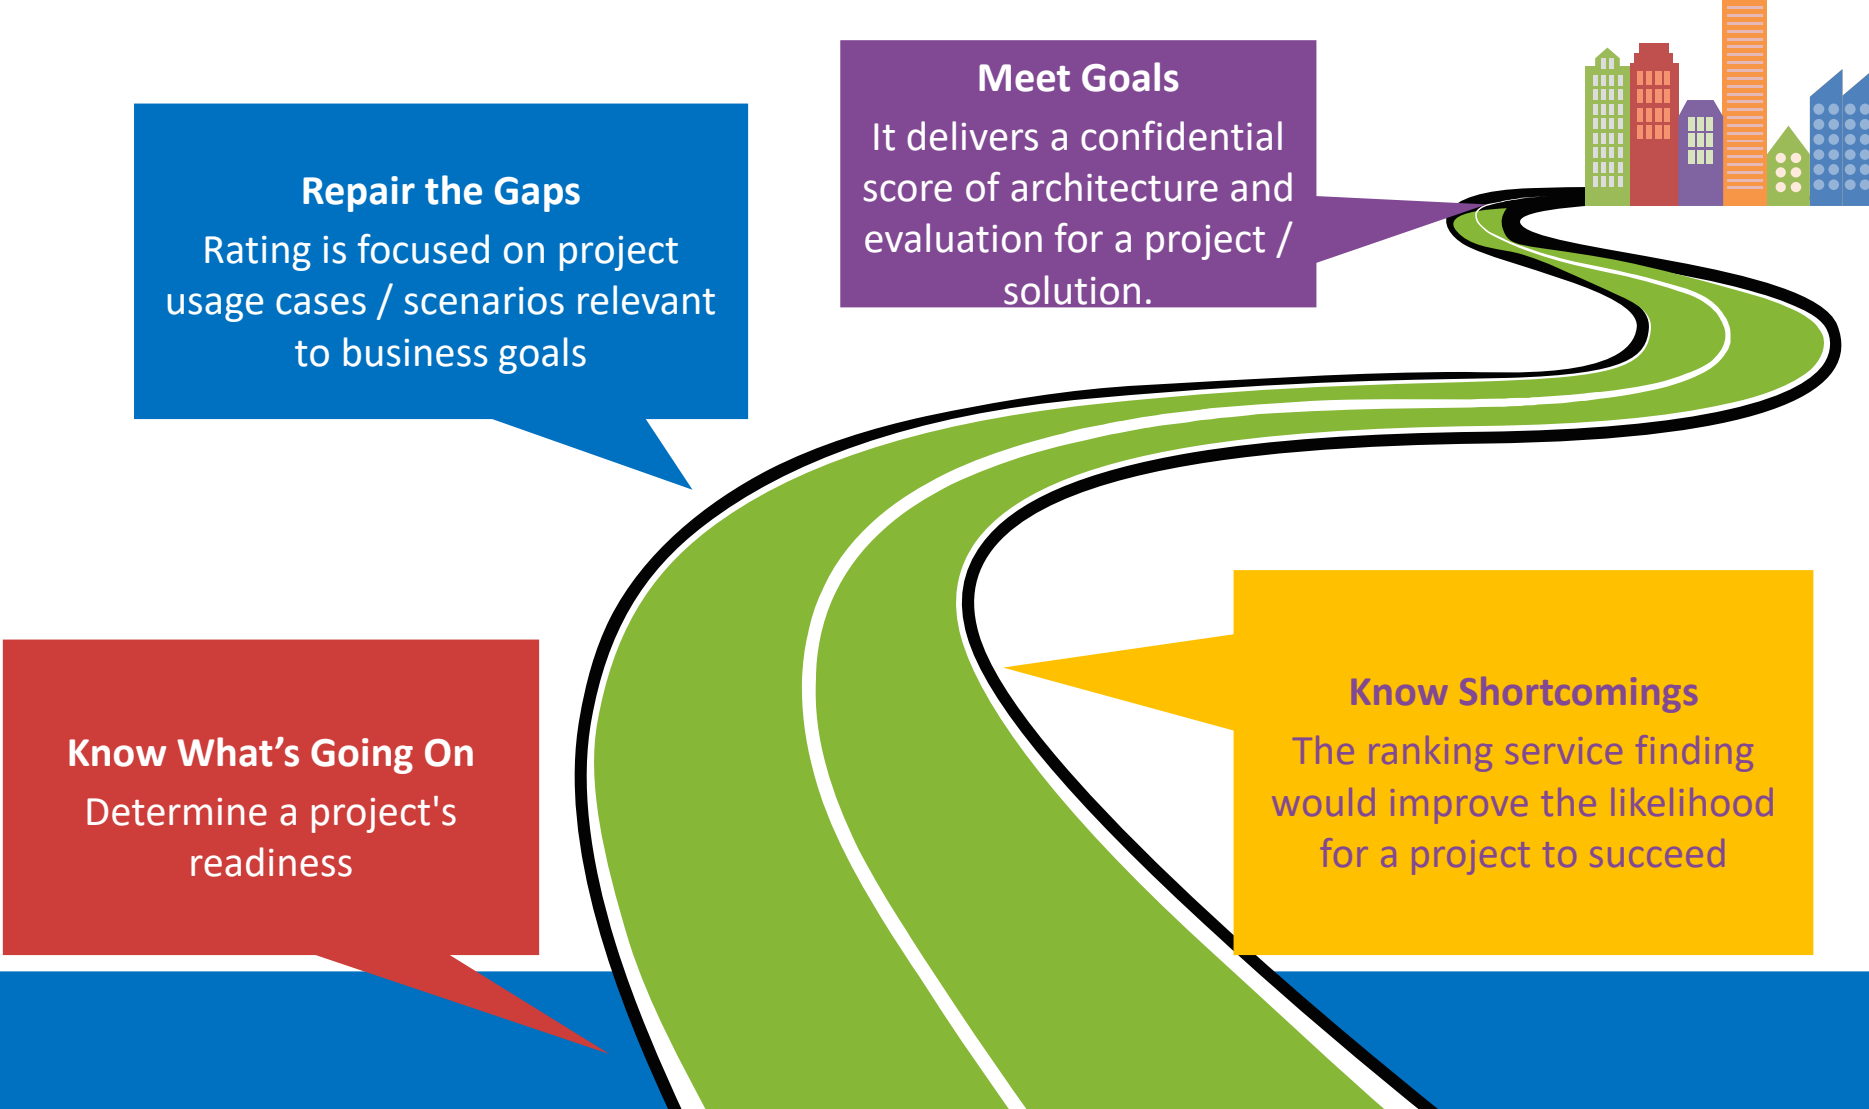 Meet Goals
It delivers a confidential
score of architecture and
evaluation for a project /
solution.
Repair the Gaps
Rating is focused on project
usage cases / scenarios relevant
to business goals
Know Shortcomings
The ranking service finding
would improve the likelihood
for a project to succeed
Know What’s Going On
Determine a project's
readiness